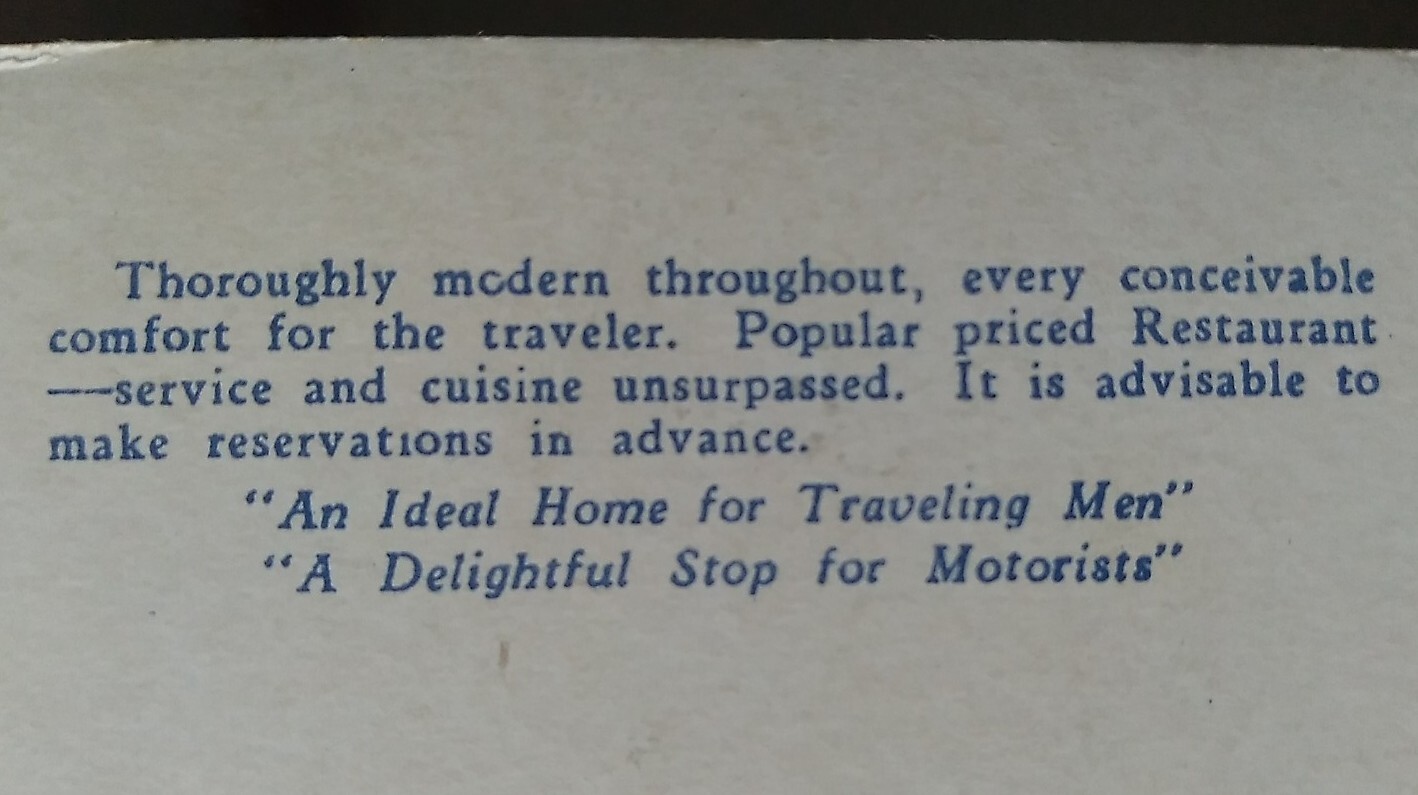 Thoroughly modern throughout, every conceivable
comfort for the traveler. Popular priced Restaurant
—service and cuisine unsurpassed. It is advisable to
make reservations in advance.
“An Ideal Home for Traveling Men”
“A Delightful Stop for Motorists”